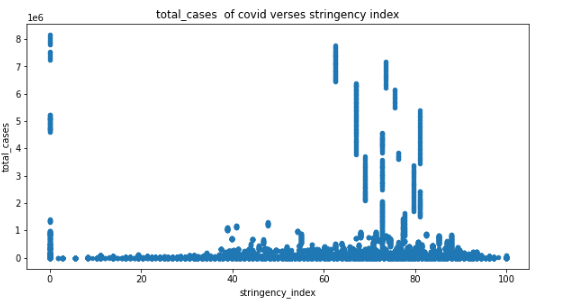 total_cases of covid verses stringency index
1e6
8
7
6
5
4
3
2
1
0
total_cases
0 20 40 60 80 100
stringency_index